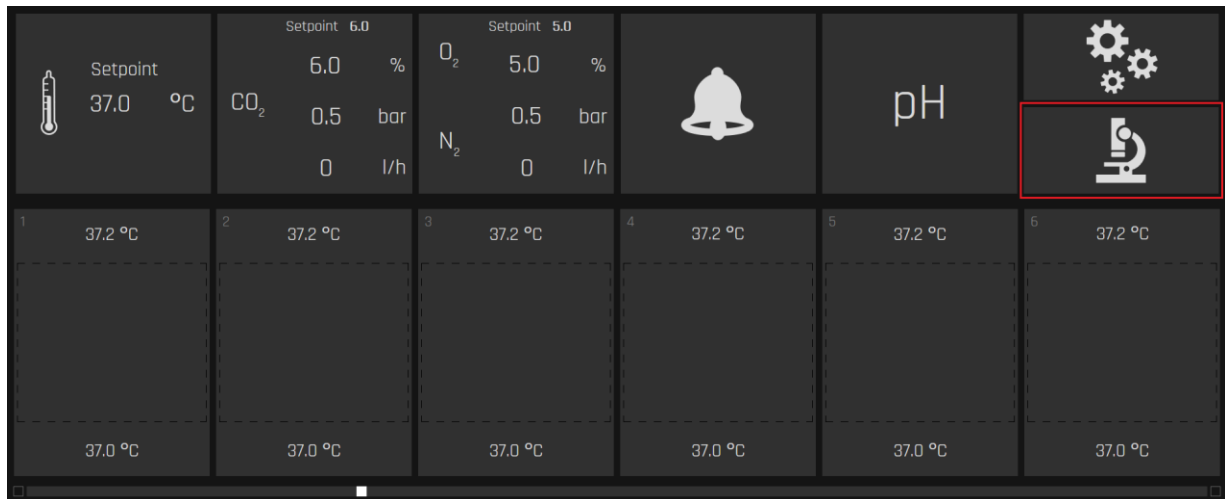 Setpoint
37.0 °C
Setpoint 6.0
CO₂
6.0 %
0.5 bar
0 l/h
Setpoint 5.0
O₂ 5.0 %
0.5 bar
N₂
0 l/h
pH
1
37.2 °C
37.0 °C
2
37.2 °C
37.0 °C
3
37.2 °C
37.0 °C
4
37.2 °C
37.0 °C
5
37.2 °C
37.0 °C
6
37.2 °C
37.0 °C